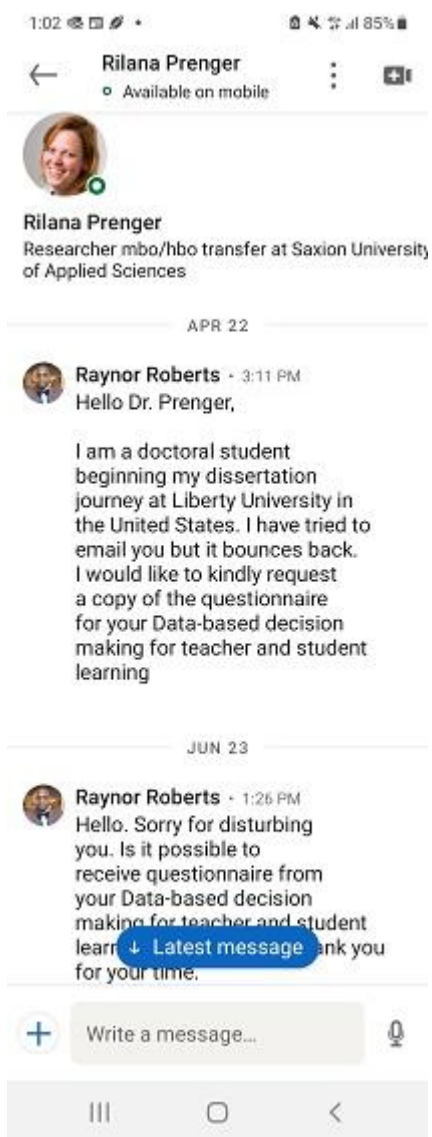 1:02
85%
Rilana Prenger
Available on mobile
Rilana Prenger
Researcher mbo/hbo transfer at Saxion University
of Applied Sciences
APR 22
Raynor Roberts • 3:11 PM
Hello Dr. Prenger,
I am a doctoral student
beginning my dissertation
journey at Liberty University in
the United States. I have tried to
email you but it bounces back.
I would like to kindly request
a copy of the questionnaire
for your Data-based decision
making for teacher and student
learning
JUN 23
Raynor Roberts • 1:26 PM
Hello. Sorry for disturbing
you. Is it possible to
receive questionnaire from
your Data-based decision
making for teacher and student
↓ Latest message you
for your time.
Write a message...